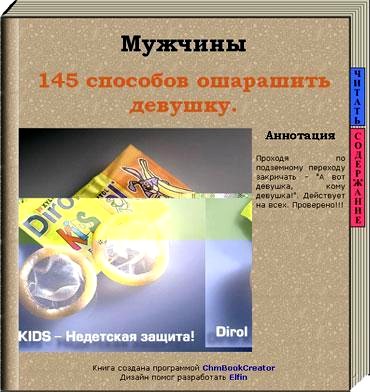 Мужчины
145 способов ошарашить
девушку.
ЧИТАТЬ
СОДЕРЖАНИЕ
Dirol
KIDS
KIDS – Недетская защита!
Dirol
Аннотация
Проходя по
подземному переходу
закричать - "А вот
девушка, кому
девушка!". Действует
на всех. Проверено!!!
Книга создана программой ChmBookCreator
Дизайн помог разработать Elfin